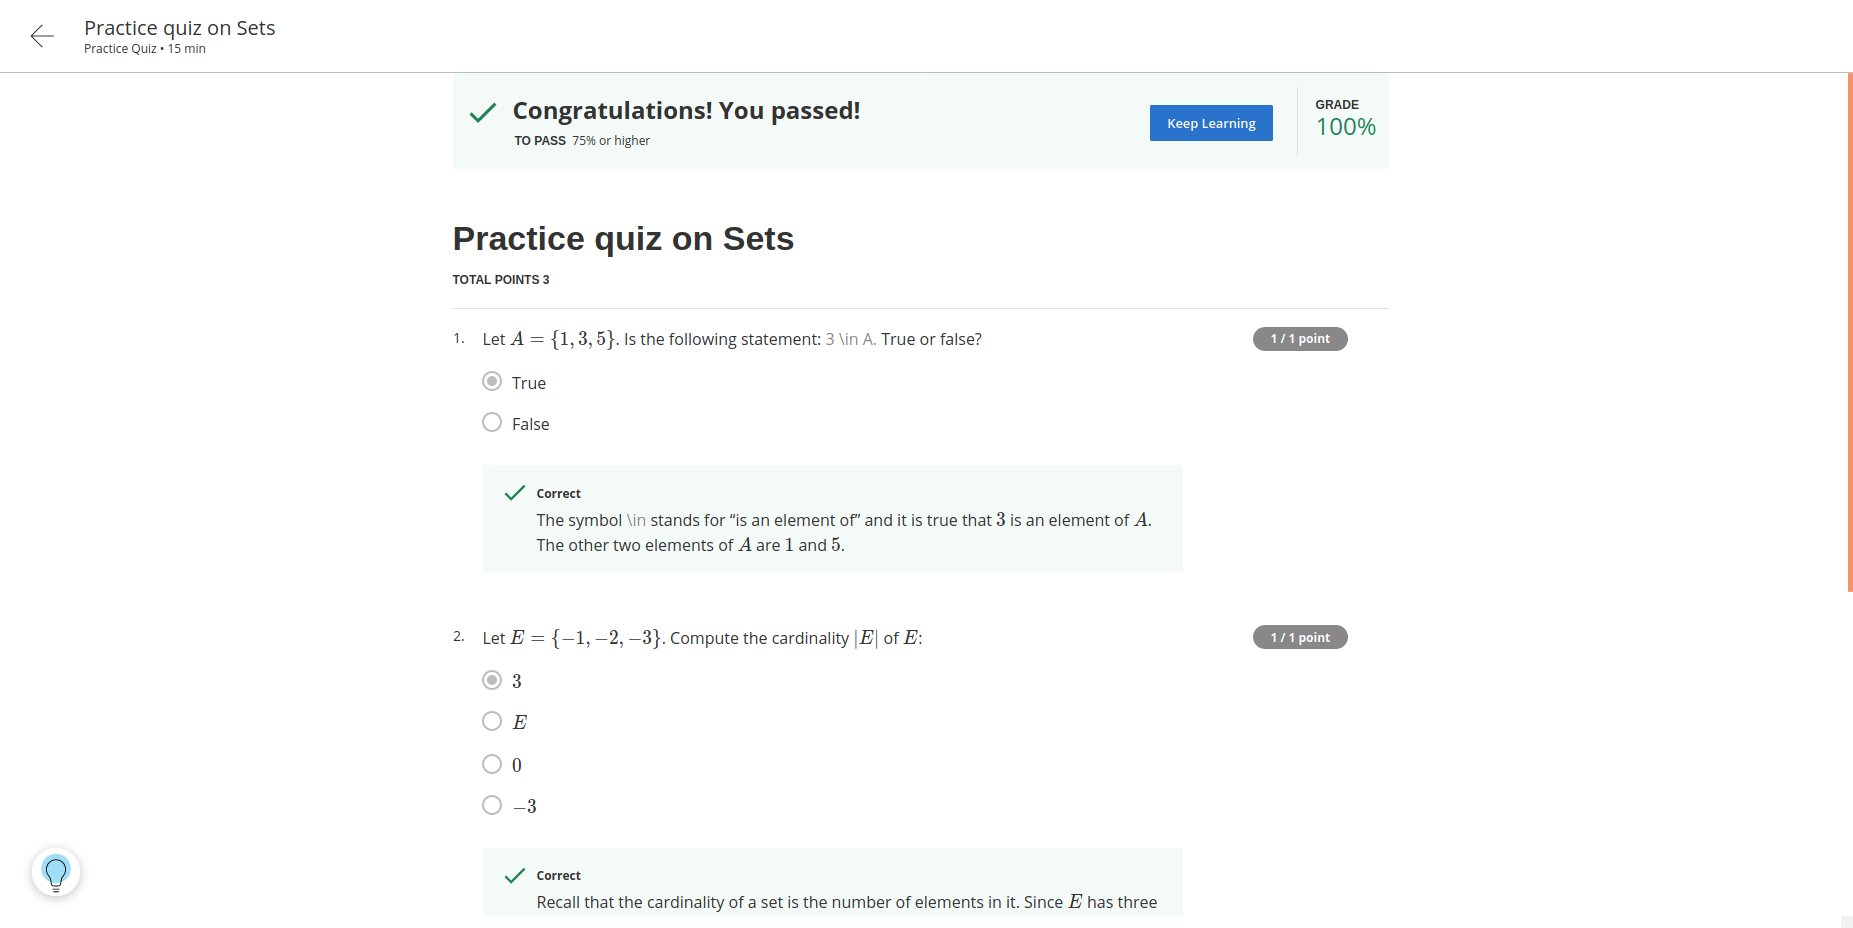 Practice quiz on Sets
Practice Quiz • 15 min
Congratulations! You passed!
TO PASS 75% or higher
Keep Learning
GRADE
100%
Practice quiz on Sets
TOTAL POINTS 3
1. Let A = {1, 3, 5}. Is the following statement: 3 \in A. True or false?
1 / 1 point
True
False
Correct
The symbol \in stands for “is an element of” and it is true that 3 is an element of A.
The other two elements of A are 1 and 5.
2. Let E = {−1, −2, −3}. Compute the cardinality |E| of E:
1 / 1 point
3
E
0
−3
Correct
Recall that the cardinality of a set is the number of elements in it. Since E has three